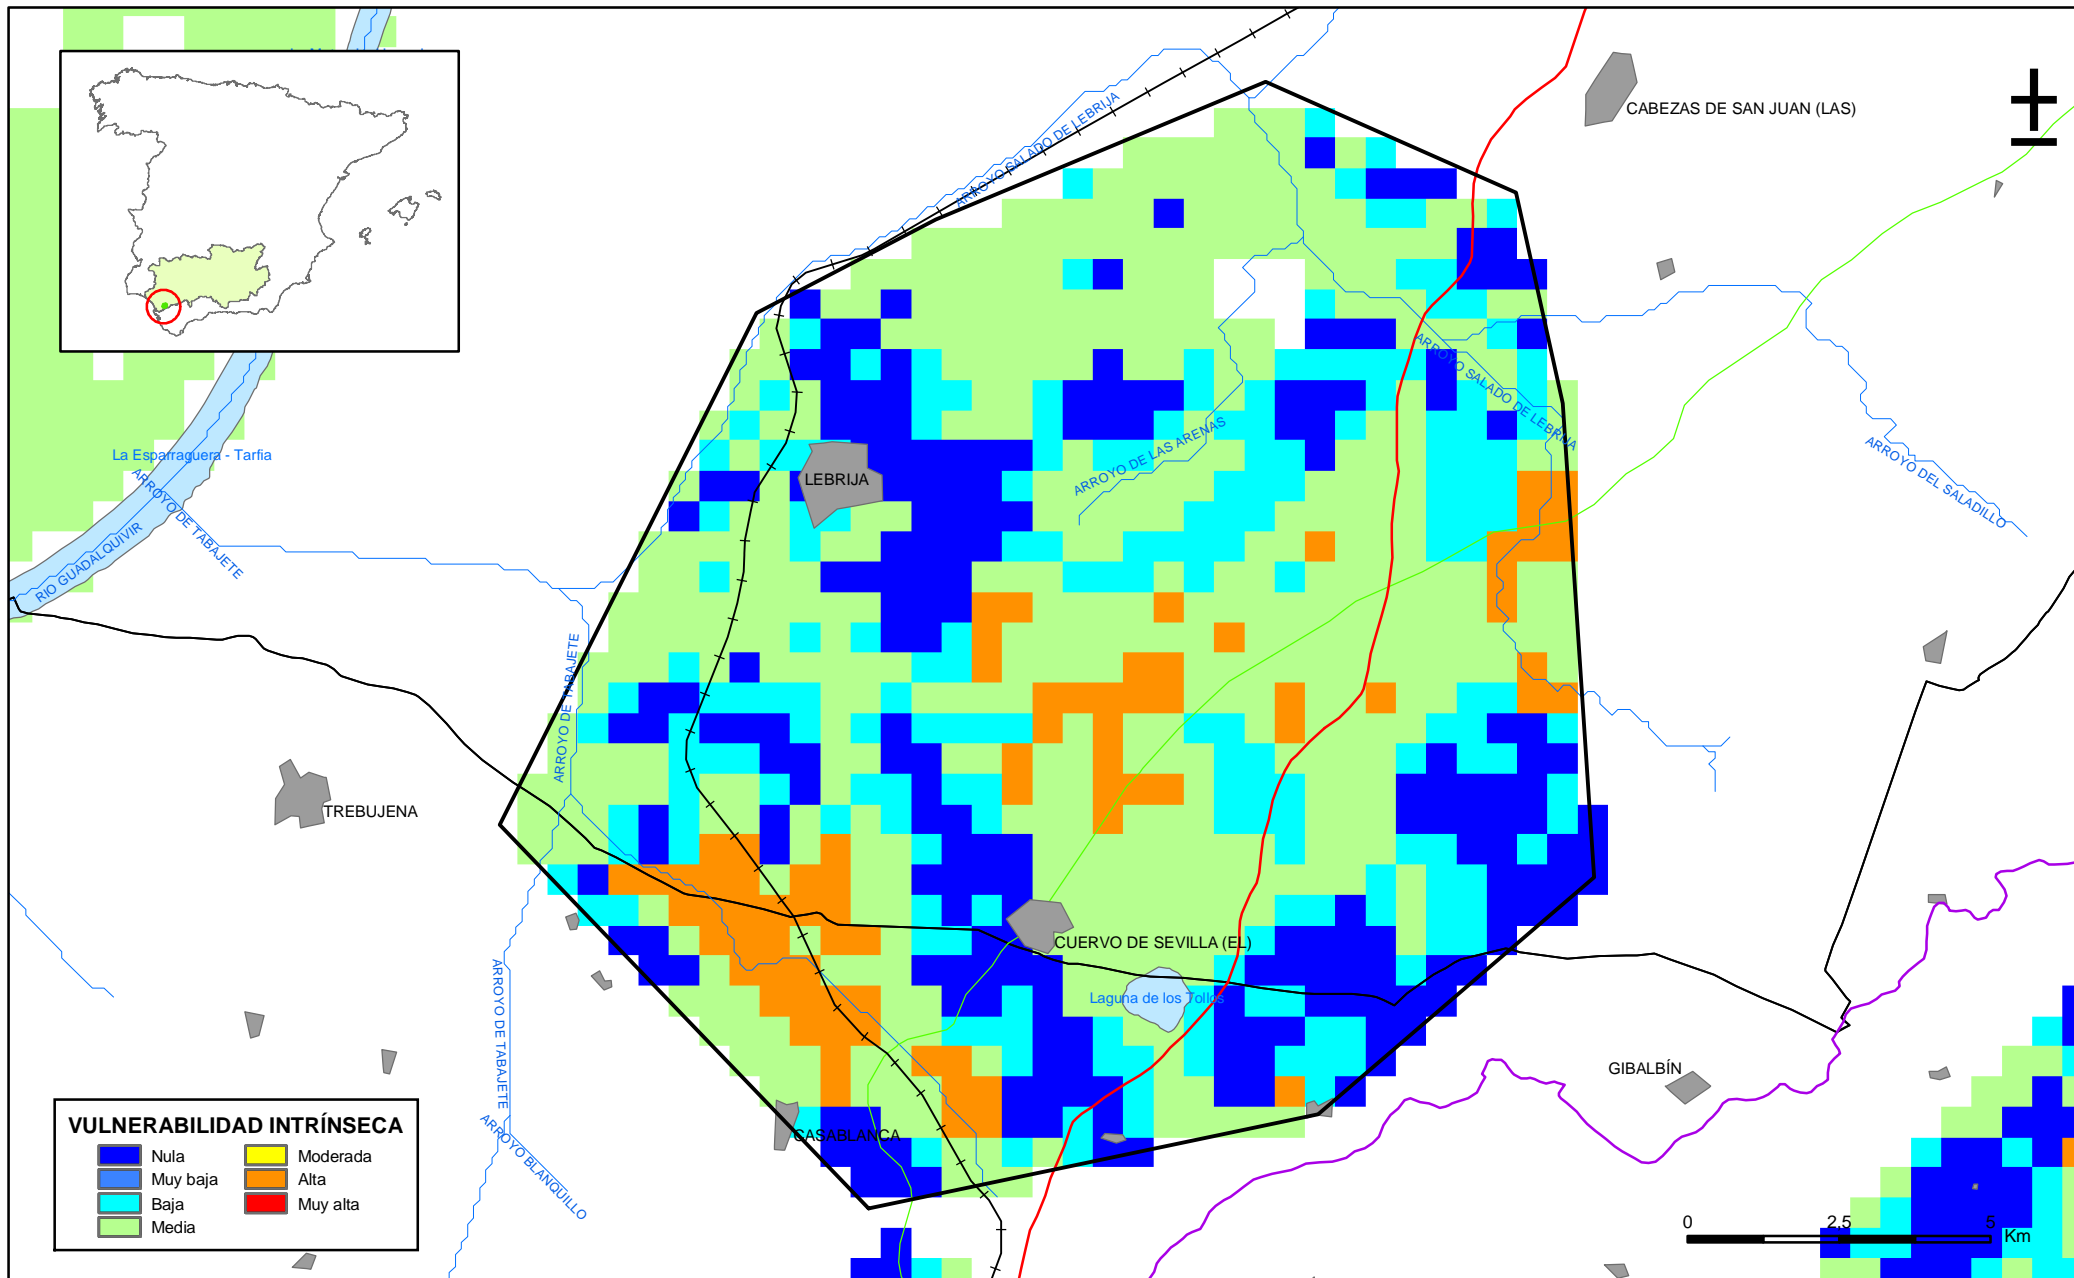 CABEZAS DE SAN JUAN (LAS)
ARROYO SALADO DE LEBRIJA
ARROYO SALADO DE LEBRIJA
ARROYO DE LAS ARENAS
ARROYO DEL SALADILLO
La Esparraguera - Tarfia
ARROYO DE TABAJETE
RIO GUADALQUIVIR
LEBRIJA
ARROYO DE TABAJETE
TREBUJENA
CUERVO DE SEVILLA (EL)
Laguna de los Tollos
ARROYO DE TABAJETE
GIBALBÍN
CASABLANCA
ARROYO BLANQUILLO
VULNERABILIDAD INTRÍNSECA
Nula
Muy baja
Baja
Media
Moderada
Alta
Muy alta
0 2,5 5
Km